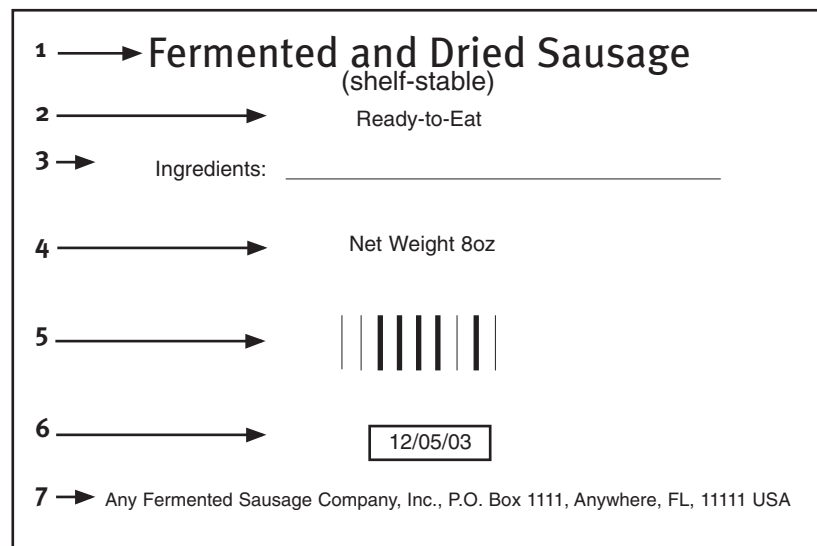 1 Fermented and Dried Sausage
(shelf-stable)
2 Ready-to-Eat
3 Ingredients:
4 Net Weight 8oz
5
6 12/05/03
7 Any Fermented Sausage Company, Inc., P.O. Box 1111, Anywhere, FL, 11111 USA